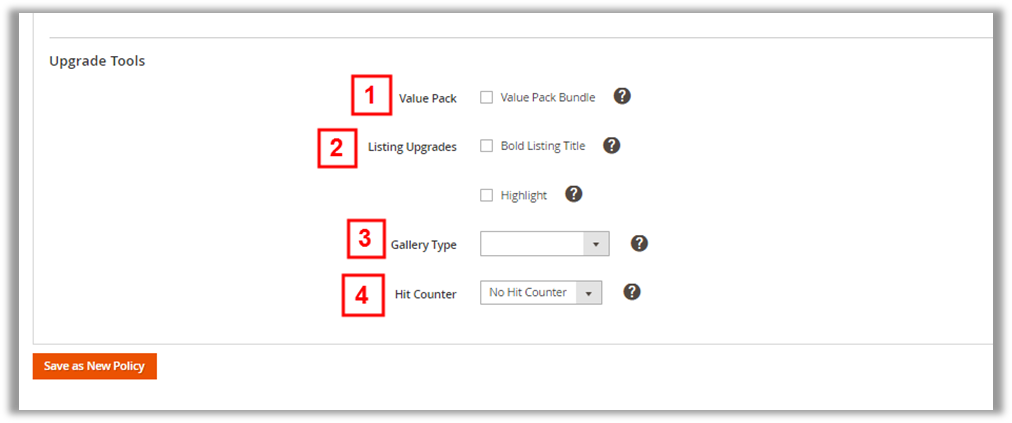 Upgrade Tools
1 Value Pack Value Pack Bundle ?
2 Listing Upgrades Bold Listing Title ?
Highlight ?
3 Gallery Type ?
4 Hit Counter No Hit Counter ?
Save as New Policy